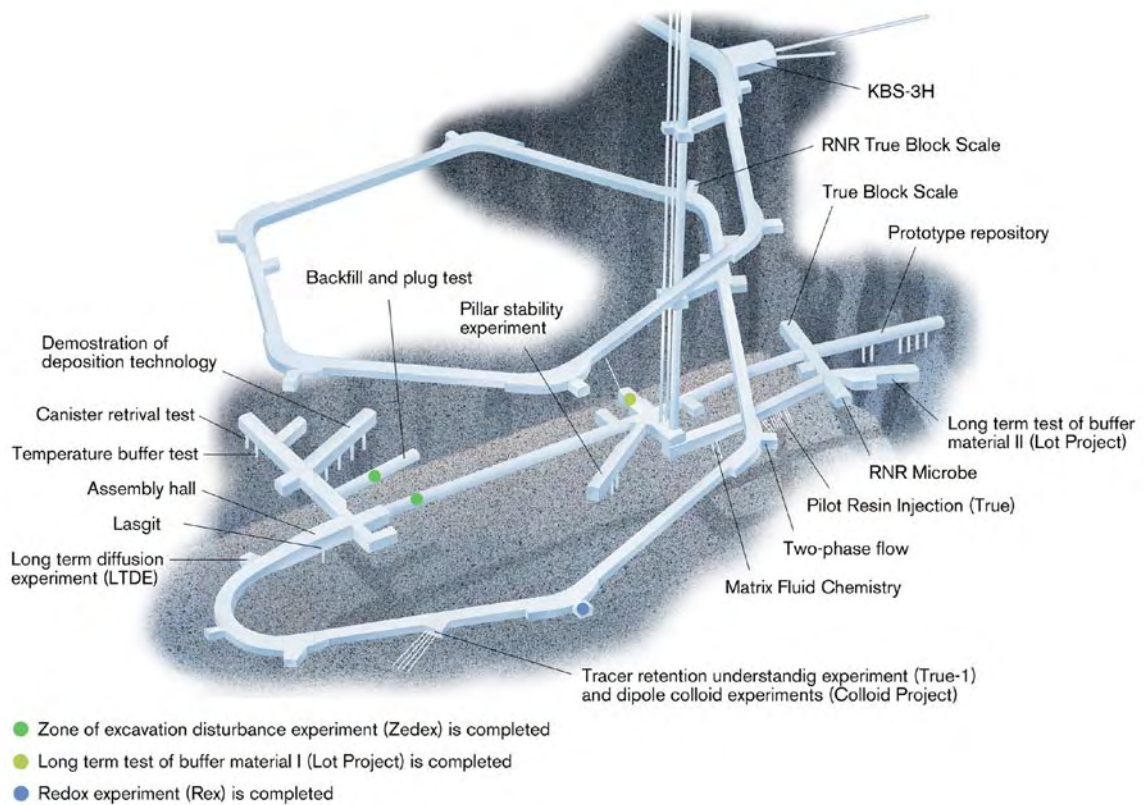 KBS-3H
RNR True Block Scale
True Block Scale
Prototype repository
Backfill and plug test
Pillar stability
experiment
Demostration of
deposition technology
Canister retrival test
Temperature buffer test
Assembly hall
Lasgit
Long term diffusion
experiment (LTDE)
Long term test of buffer
material II (Lot Project)
RNR Microbe
Pilot Resin Injection (True)
Two-phase flow
Matrix Fluid Chemistry
Tracer retention understandig experiment (True-1)
and dipole colloid experiments (Colloid Project)
Zone of excavation disturbance experiment (Zedex) is completed
Long term test of buffer material I (Lot Project) is completed
Redox experiment (Rex) is completed